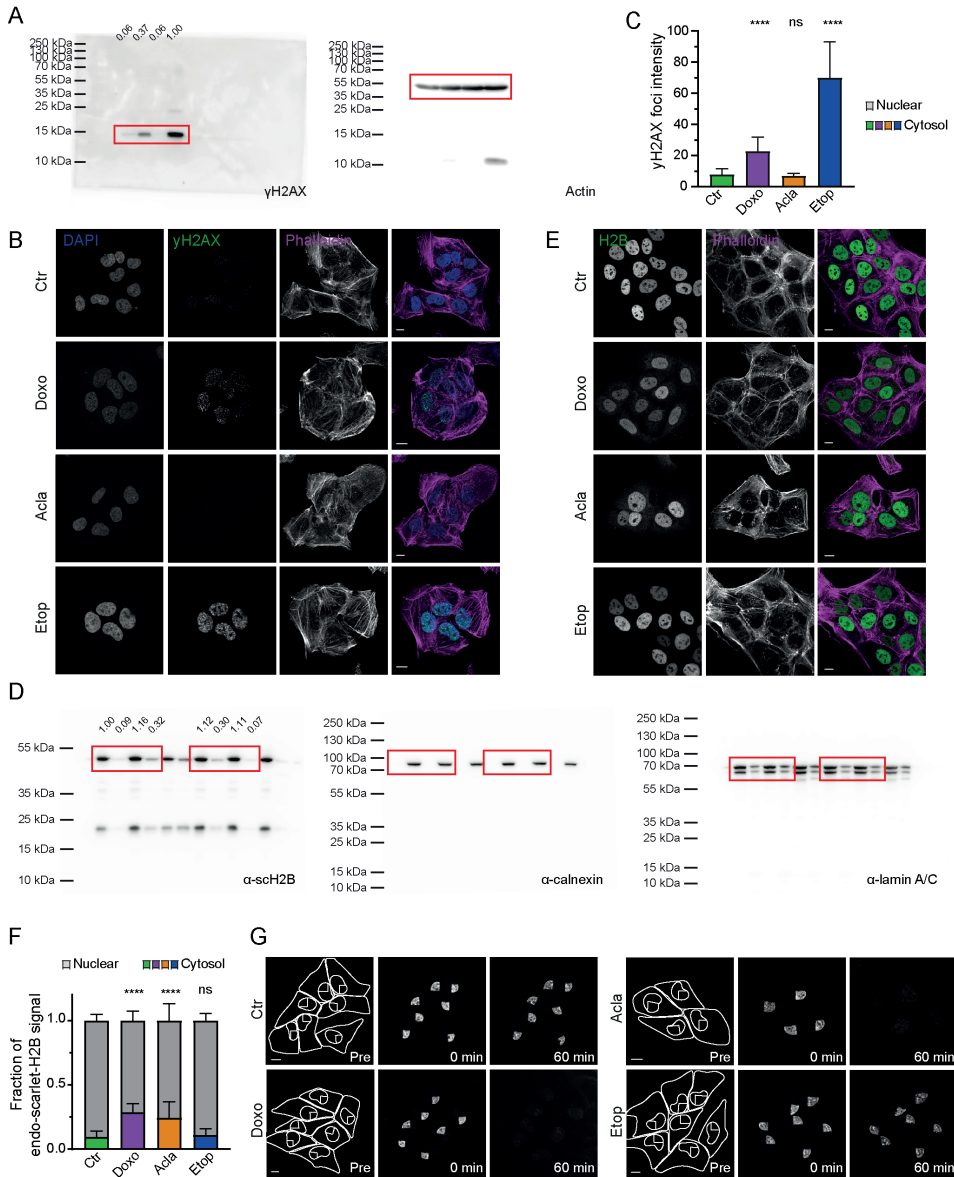 A
0.06 0.37 0.06 1.00
250 kDa
150 kDa
100 kDa
70 kDa
55 kDa
35 kDa
25 kDa
15 kDa
10 kDa
γH2AX
250 kDa
130 kDa
100 kDa
70 kDa
55 kDa
35 kDa
25 kDa
15 kDa
10 kDa
Actin
C
**** ns ****
100
80
60
40
20
0
yH2AX foci intensity
Nuclear
Cytosol
Ctr Doxo Acla Etop
B
DAPI yH2AX Phalloidin
Ctr
Doxo
Acla
Etop
E
H2B Phalloidin
Ctr
Doxo
Acla
Etop
D
1.00 0.09 1.16 0.32 1.12 0.30 1.11 0.07
55 kDa
35 kDa
25 kDa
15 kDa
10 kDa
α-scH2B
250 kDa
130 kDa
100 kDa
70 kDa
55 kDa
35 kDa
25 kDa
15 kDa
10 kDa
α-calnexin
250 kDa
130 kDa
100 kDa
70 kDa
55 kDa
35 kDa
25 kDa
15 kDa
10 kDa
α-lamin A/C
F
Nuclear Cytosol
**** **** ns
1.0
0.5
0.0
Fraction of
endo-scarlet-H2B signal
Ctr Doxo Acla Etop
G
Ctr
Pre 0 min 60 min
Doxo
Pre 0 min 60 min
Acla
Pre 0 min 60 min
Etop
Pre 0 min 60 min